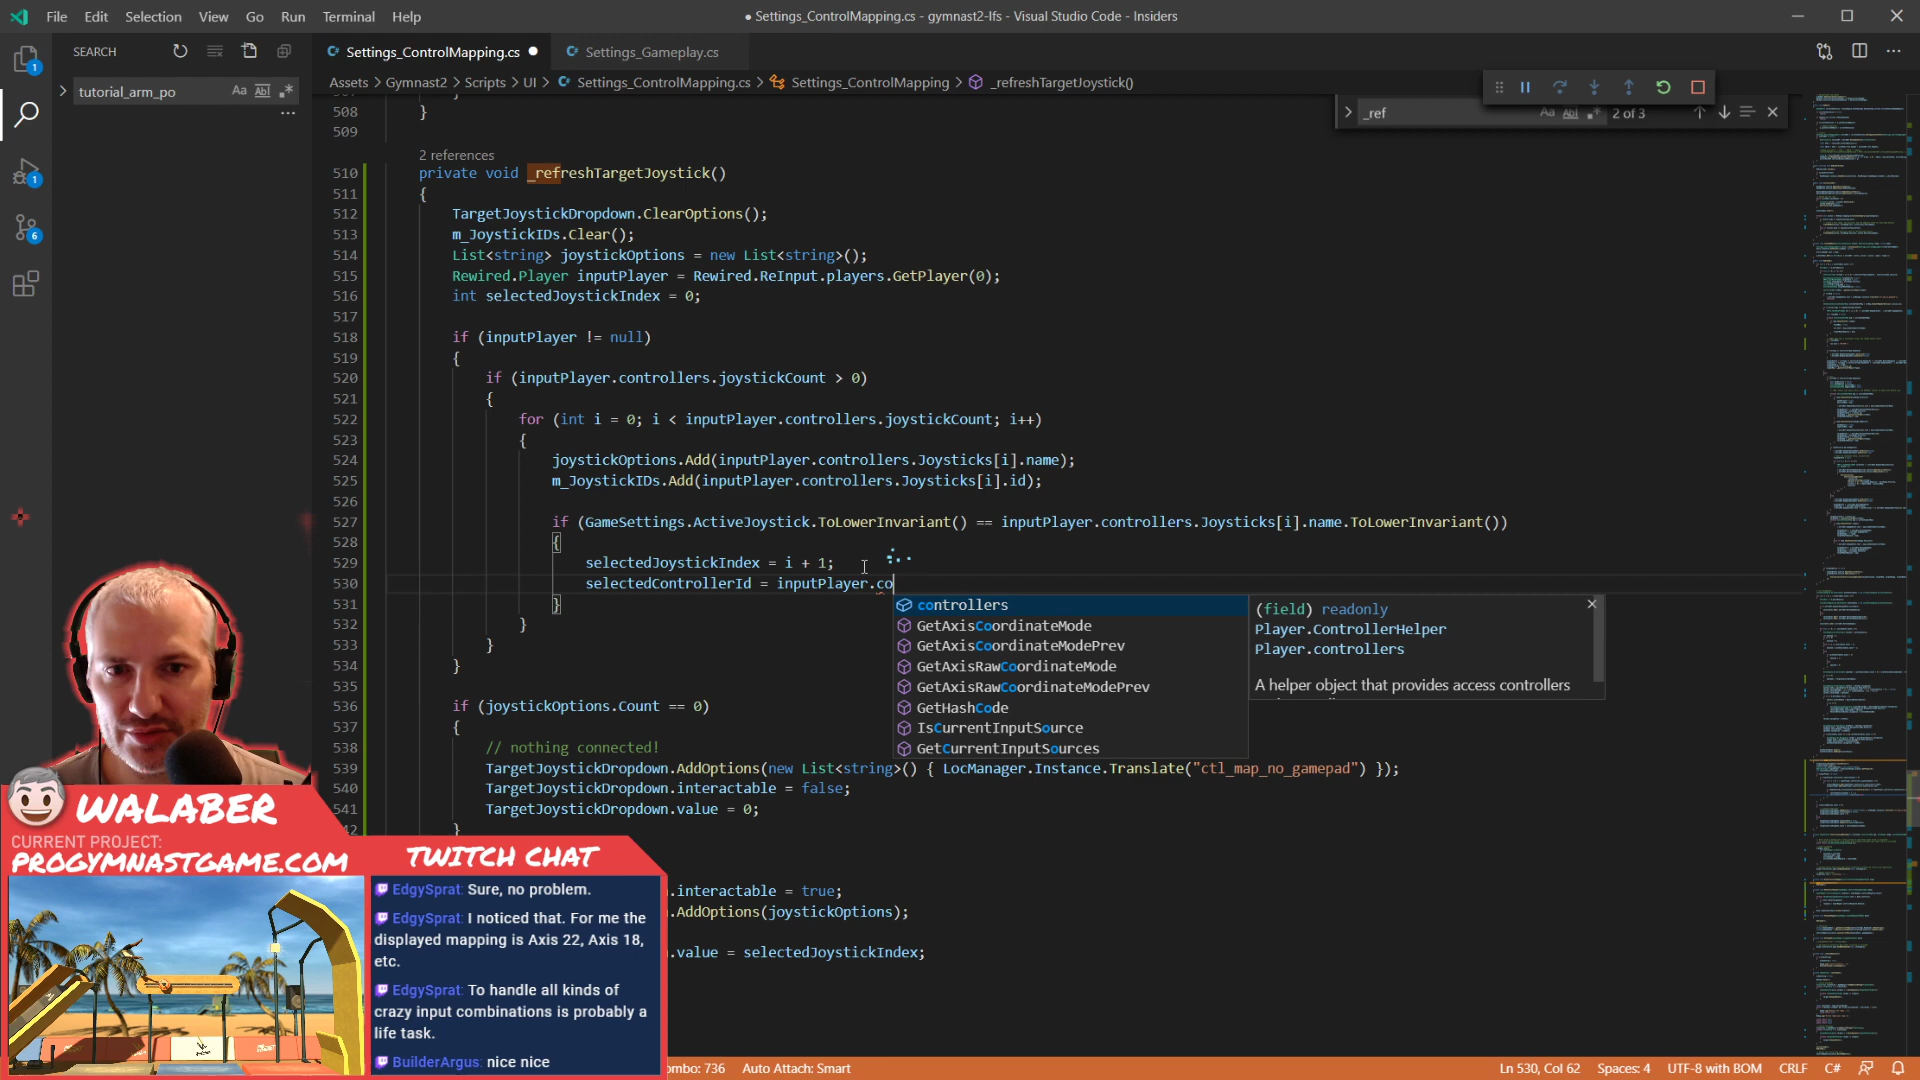 File Edit Selection View Go Run Terminal Help
● Settings_ControlMapping.cs - gymnast2-lfs - Visual Studio Code - Insiders
SEARCH
tutorial_arm_po
Settings_ControlMapping.cs ●
Settings_Gameplay.cs
Assets > Gymnast2 > Scripts > UI > Settings_ControlMapping.cs > Settings_ControlMapping > _refreshTargetJoystick()
_ref
2 of 3
508 }
509
2 references
510 private void _refreshTargetJoystick()
511 {
512 TargetJoystickDropdown.ClearOptions();
513 m_JoystickIDs.Clear();
514 List<string> joystickOptions = new List<string>();
515 Rewired.Player inputPlayer = Rewired.ReInput.players.GetPlayer(0);
516 int selectedJoystickIndex = 0;
517
518 if (inputPlayer != null)
519 {
520 if (inputPlayer.controllers.joystickCount > 0)
521 {
522 for (int i = 0; i < inputPlayer.controllers.joystickCount; i++)
523 {
524 joystickOptions.Add(inputPlayer.controllers.Joysticks[i].name);
525 m_JoystickIDs.Add(inputPlayer.controllers.Joysticks[i].id);
526
527 if (GameSettings.ActiveJoystick.ToLowerInvariant() == inputPlayer.controllers.Joysticks[i].name.ToLowerInvariant())
528 {
529 selectedJoystickIndex = i + 1;
530 selectedControllerId = inputPlayer.co
531 }
532 }
533 }
534 }
535
536 if (joystickOptions.Count == 0)
537 {
538 // nothing connected!
539 TargetJoystickDropdown.AddOptions(new List<string>() { LocManager.Instance.Translate("ctl_map_no_gamepad") });
540 TargetJoystickDropdown.interactable = false;
541 TargetJoystickDropdown.value = 0;
42 }
.interactable = true;
.AddOptions(joystickOptions);
.value = selectedJoystickIndex;
controllers
GetAxisCoordinateMode
GetAxisCoordinateModePrev
GetAxisRawCoordinateMode
GetAxisRawCoordinateModePrev
GetHashCode
IsCurrentInputSource
GetCurrentInputSources
(field) readonly
Player.ControllerHelper
Player.controllers
A helper object that provides access controllers
WALABER
CURRENT PROJECT:
PROGYMNASTGAME.COM
TWITCH CHAT
EdgySprat: Sure, no problem.
EdgySprat: I noticed that. For me the
displayed mapping is Axis 22, Axis 18,
etc.
EdgySprat: To handle all kinds of
crazy input combinations is probably a
life task.
BuilderArgus: nice nice
ombo: 736 Auto Attach: Smart
Ln 530, Col 62 Spaces: 4 UTF-8 with BOM CRLF C#